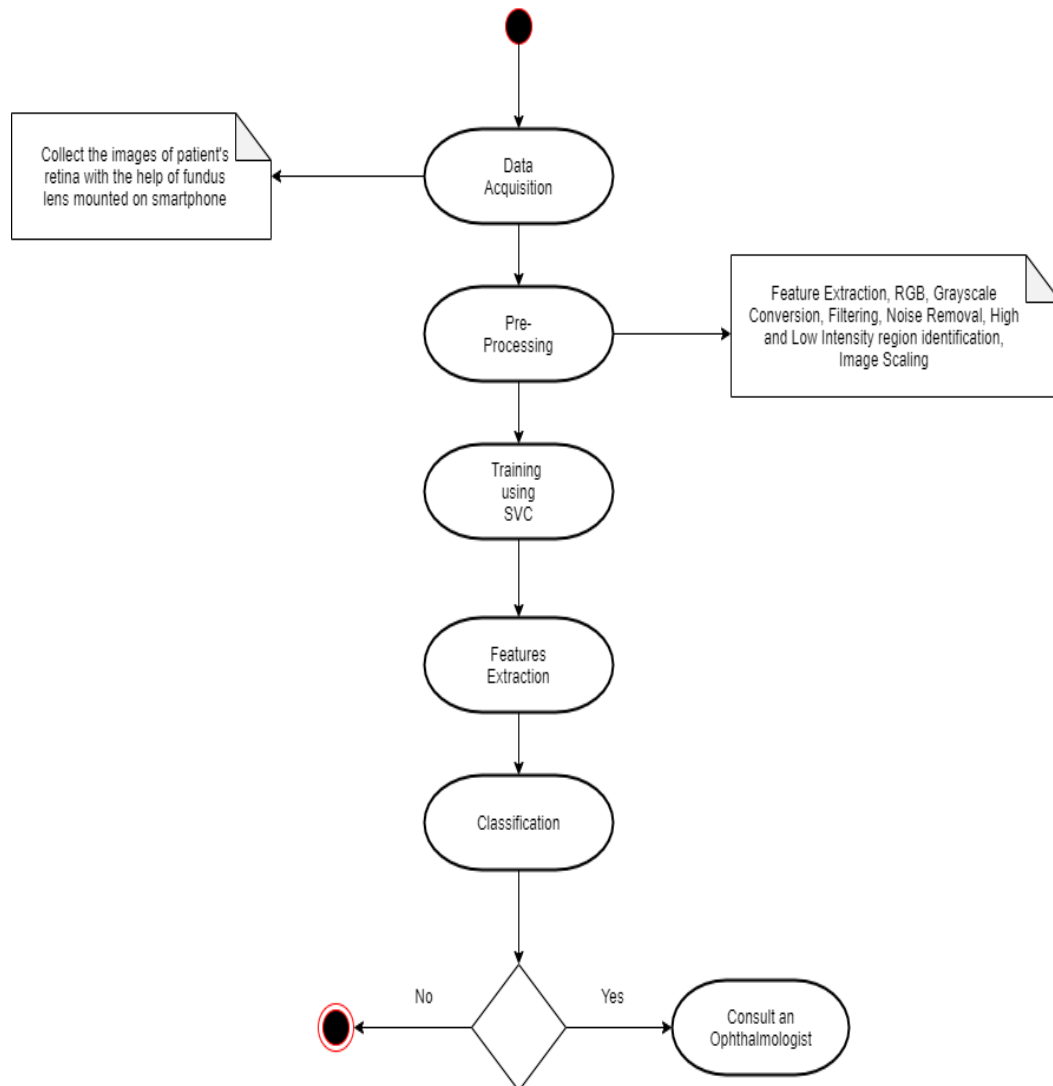 Data
Acquisition
Collect the images of patient's
retina with the help of fundus
lens mounted on smartphone
Pre-
Processing
Feature Extraction, RGB, Grayscale
Conversion, Filtering, Noise Removal, High
and Low Intensity region identification,
Image Scaling
Training
using
SVC
Features
Extraction
Classification
No
Yes
Consult an
Ophthalmologist